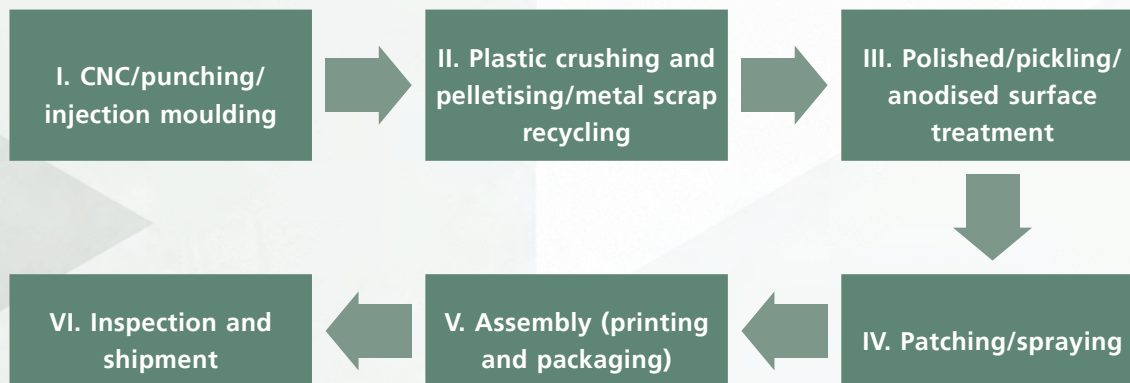 I. CNC/punching/
injection moulding
II. Plastic crushing and
pelletising/metal scrap
recycling
III. Polished/pickling/
anodised surface
treatment
IV. Patching/spraying
V. Assembly (printing
and packaging)
VI. Inspection and
shipment